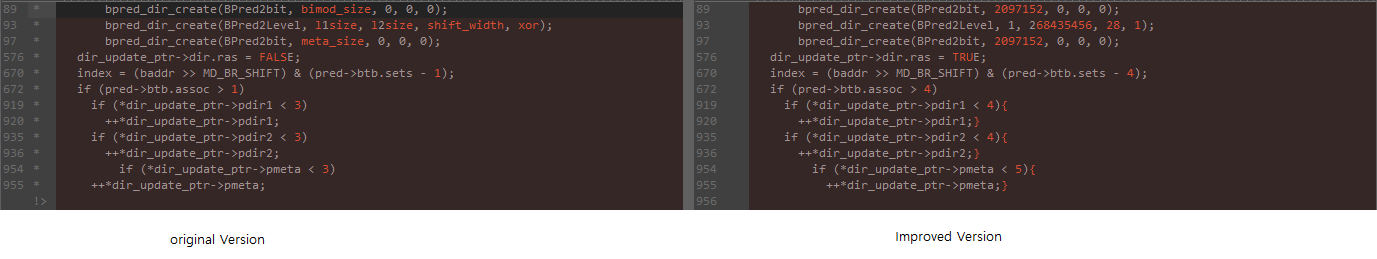 89 * bpred_dir_create(BPred2bit, bimod_size, 0, 0, 0);
93 * bpred_dir_create(BPred2Level, l1size, l2size, shift_width, xor);
97 * bpred_dir_create(BPred2bit, meta_size, 0, 0, 0);
576 * dir_update_ptr->dir.ras = FALSE;
670 * index = (baddr >> MD_BR_SHIFT) & (pred->btb.sets - 1);
672 * if (pred->btb.assoc > 1)
919 * if (*dir_update_ptr->pdir1 < 3)
920 * ++*dir_update_ptr->pdir1;
935 * if (*dir_update_ptr->pdir2 < 3)
936 * ++*dir_update_ptr->pdir2;
954 * if (*dir_update_ptr->pmeta < 3)
955 * ++*dir_update_ptr->pmeta;
!>
original Version
89 bpred_dir_create(BPred2bit, 2097152, 0, 0, 0);
93 bpred_dir_create(BPred2Level, 1, 268435456, 28, 1);
97 bpred_dir_create(BPred2bit, 2097152, 0, 0, 0);
576 dir_update_ptr->dir.ras = TRUE;
670 index = (baddr >> MD_BR_SHIFT) & (pred->btb.sets - 4);
672 if (pred->btb.assoc > 4)
919 if (*dir_update_ptr->pdir1 < 4){
920 ++*dir_update_ptr->pdir1;}
935 if (*dir_update_ptr->pdir2 < 4){
936 ++*dir_update_ptr->pdir2;}
954 if (*dir_update_ptr->pmeta < 5){
955 ++*dir_update_ptr->pmeta;}
956
Improved Version